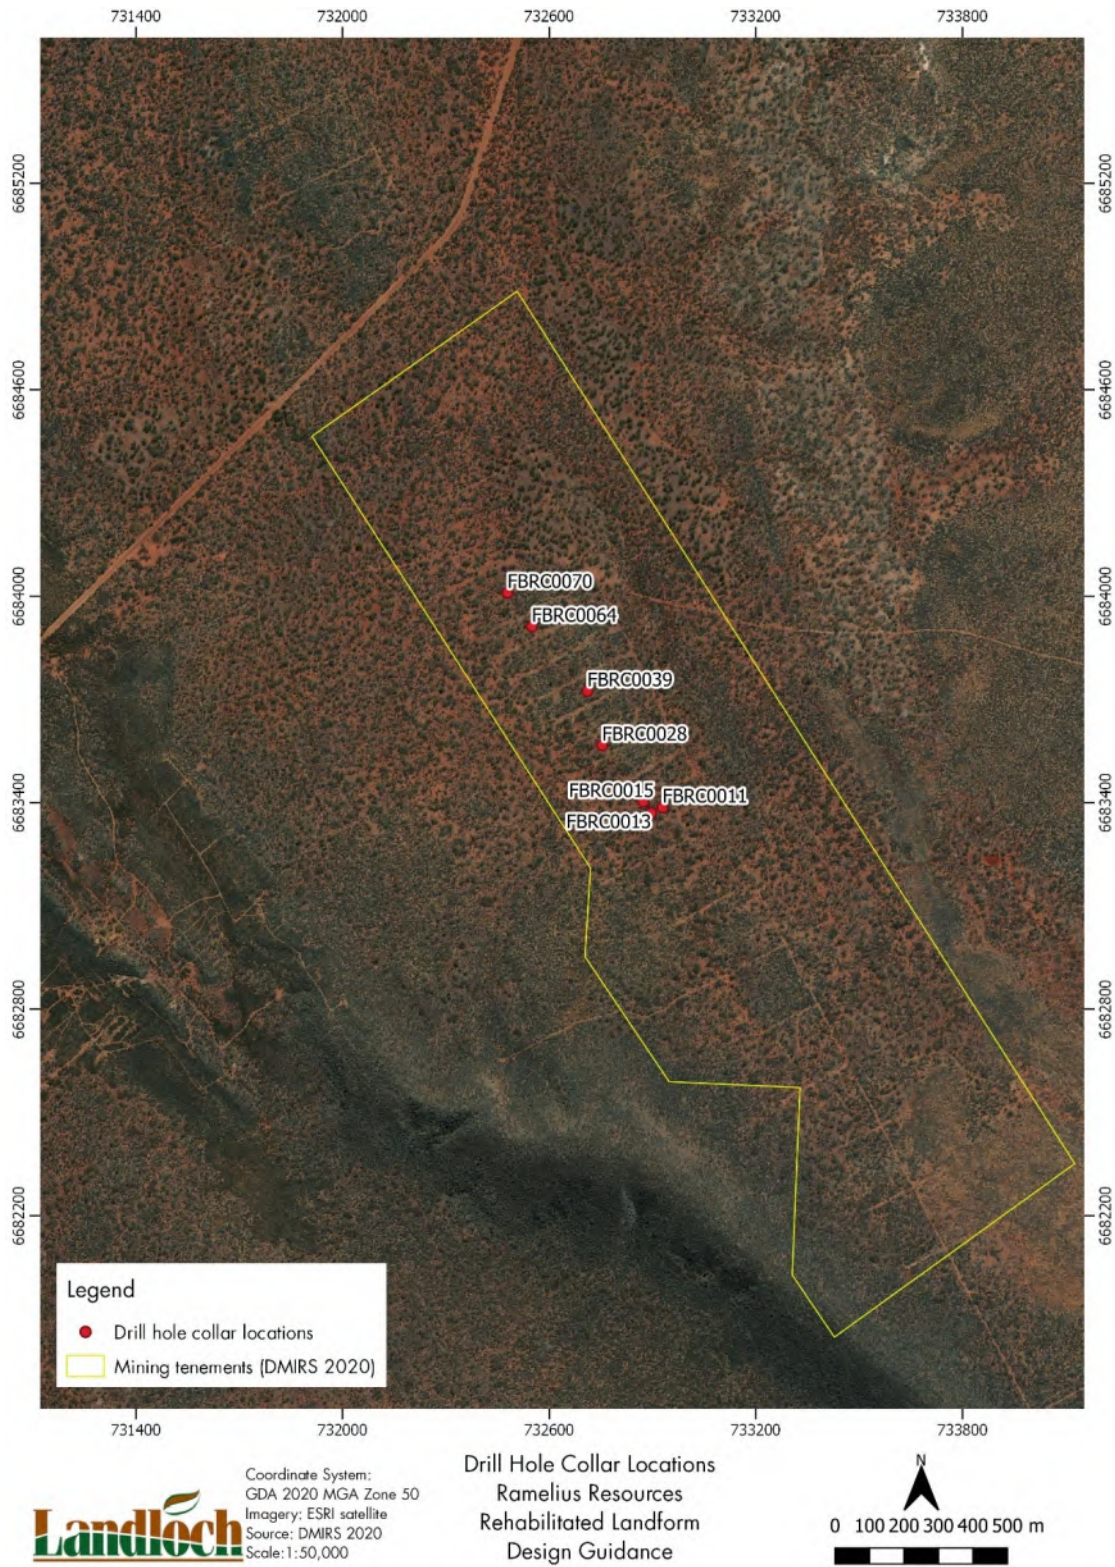 731400 732000 732600 733200 733800
6685200 6685200
6684600 6684600
FBRC0070
6684000 6684000
FBRC0064
FBRC0039
FBRC0028
FBRC0015
FBRC0011
6683400 6683400
FBRC0013
6682800 6682800
6682200 6682200
Legend
Drill hole collar locations
Mining tenements (DMIRS 2020)
731400 732000 732600 733200 733800
Landloch
Coordinate System:
GDA 2020 MGA Zone 50
Imagery: ESRI satellite
Source: DMIRS 2020
Scale:1:50,000
Drill Hole Collar Locations
Ramelius Resources
Rehabilitated Landform
Design Guidance
N
0 100 200 300 400 500 m